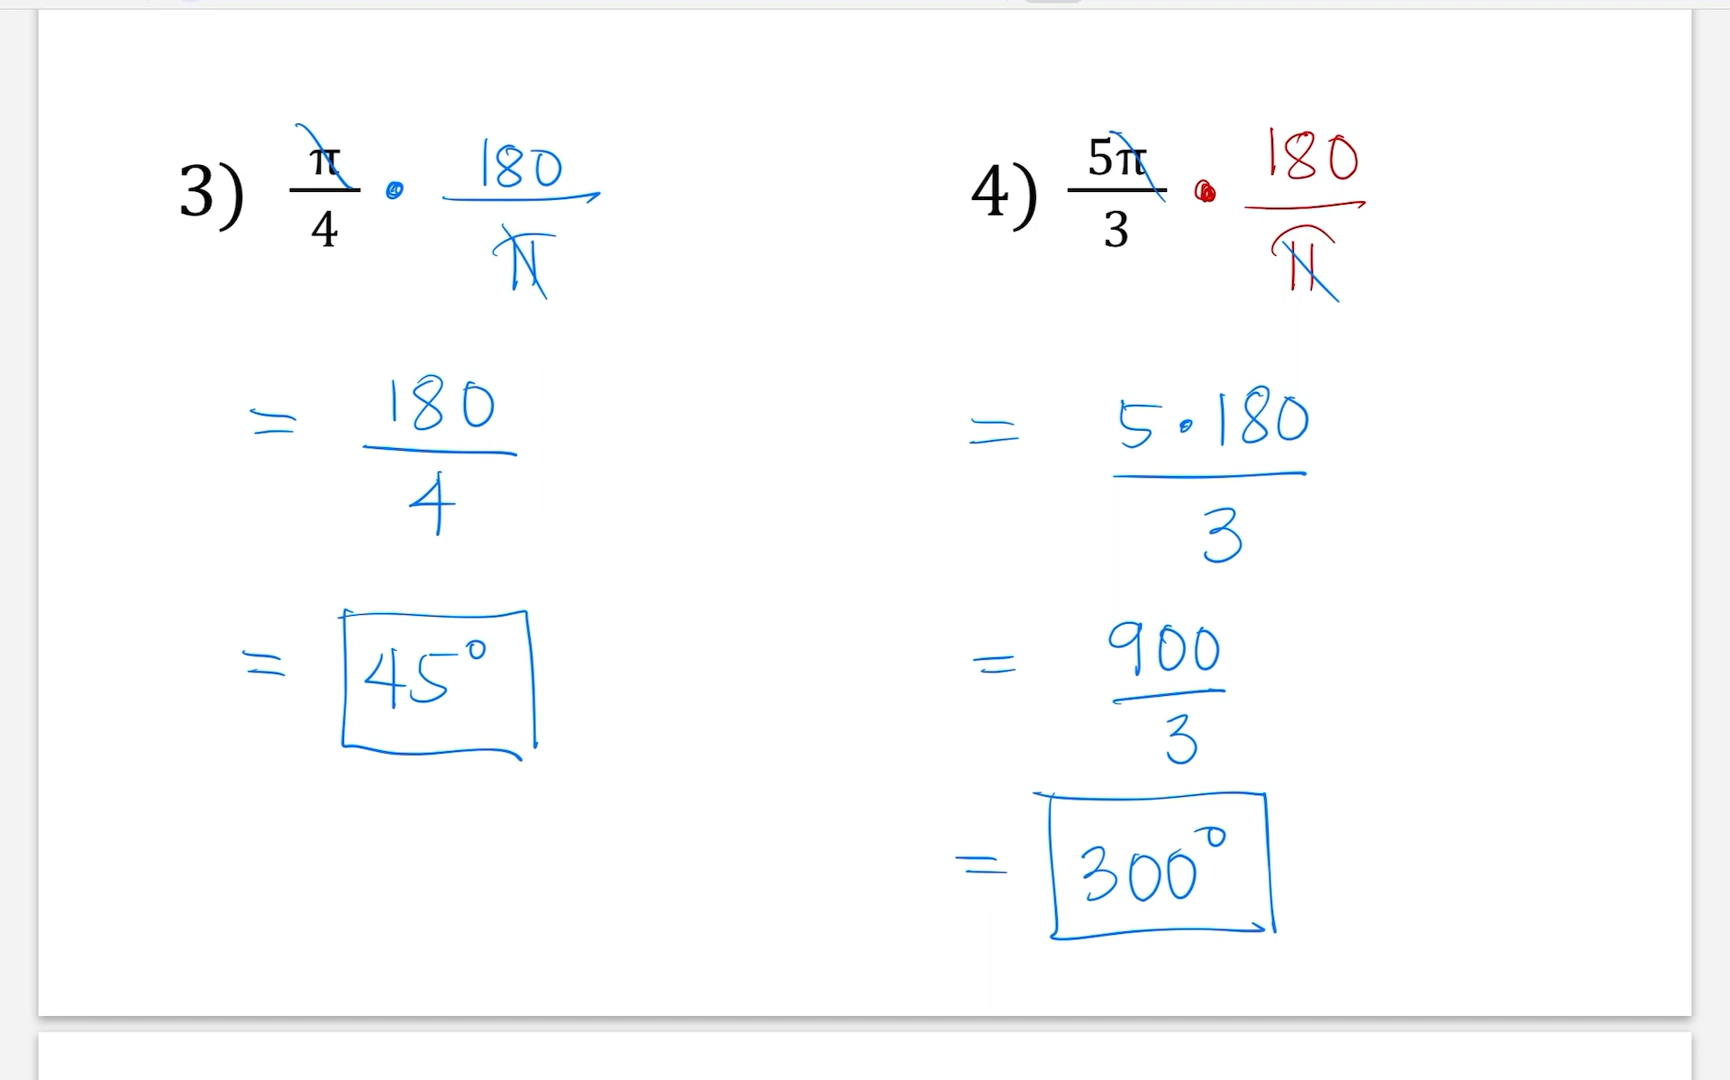 3) π/4 • 180/π
= 180/4
= 45°
4) 5π/3 • 180/π
= 5•180/3
= 900/3
= 300°